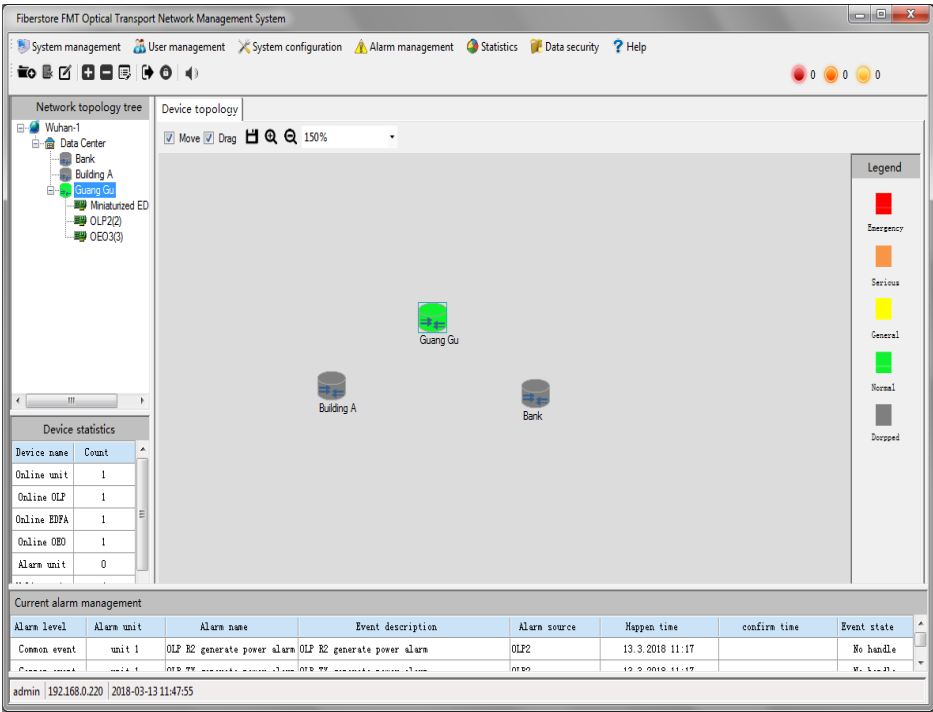 Fiberstore FMT Optical Transport Network Management System
System management User management System configuration Alarm management Statistics Data security ? Help
0 0 0
Network topology tree
Wuhan-1
Data Center
Bank
Building A
Guang Gu
Miniaturized ED
OLP2(2)
OEO3(3)
Device topology
Move Drag 150%
Guang Gu
Building A
Bank
Legend
Emergency
Serious
General
Normal
Dorpped
Device statistics
Device name Count
Online unit 1
Online OLP 1
Online EDFA 1
Online OEO 1
Alarm unit 0
Current alarm management
Alarm level Alarm unit Alarm name Event description Alarm source Happen time confirm time Event state
Common event unit 1 OLP R2 generate power alarm OLP R2 generate power alarm OLP2 13.3.2018 11:17 No handle
admin 192.168.0.220 2018-03-13 11:47:55